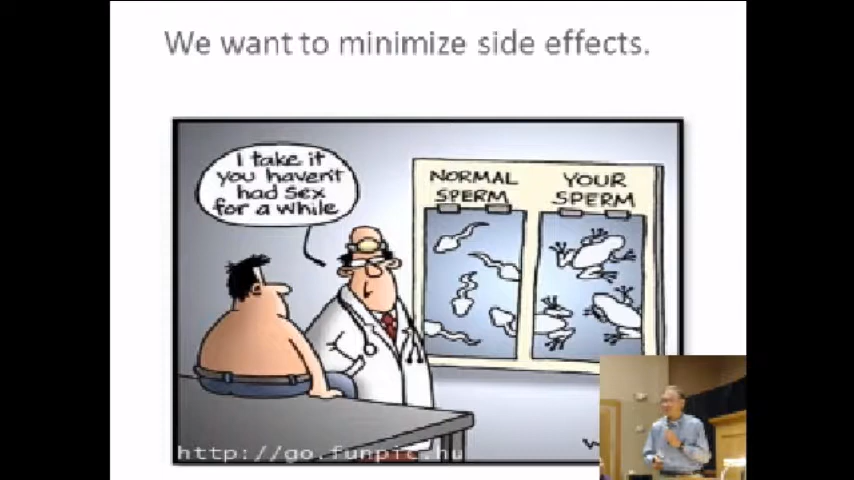 We want to minimize side effects.
I take it
you haven't
had sex
for a while
NORMAL
SPERM
YOUR
SPERM
http://go.funpic.hu